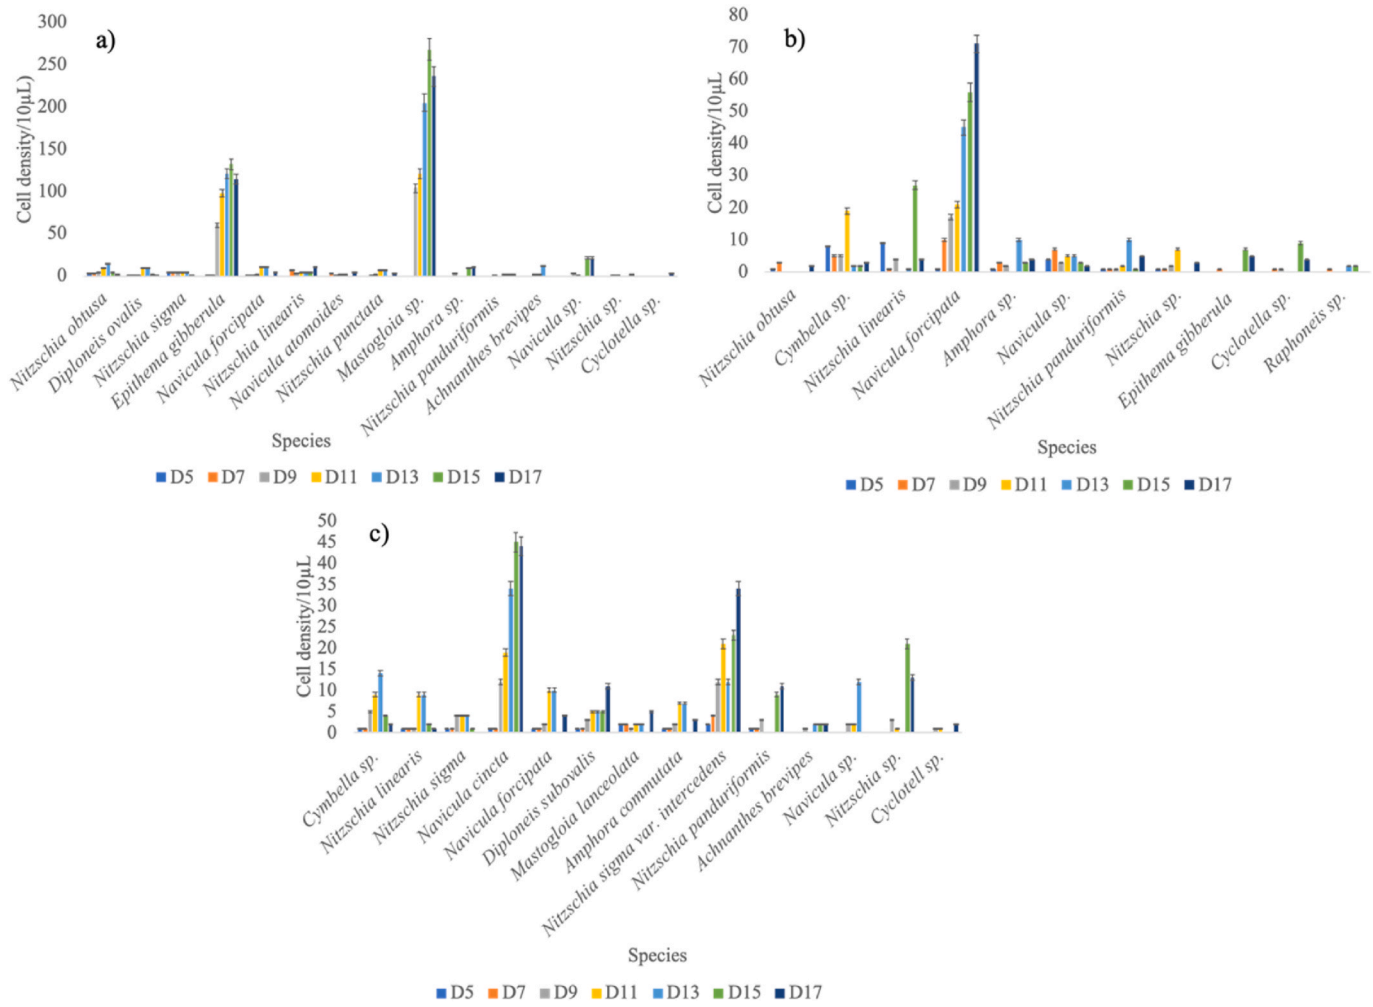 a)
Cell density/10µL)
300
250
200
150
100
50
0
Nitzschia obtusa
Diploneis ovalis
Nitzschia sigma
Epithema gibberula
Navicula forcipata
Nitzschia linearis
Navicula atomoides
Nitzschia punctata
Mastogloia sp.
Amphora sp.
Nitzschia panduriformis
Achnanthes brevipes
Navicula sp.
Nitzschia sp.
Cyclotella sp.
Species
D5 D7 D9 D11 D13 D15 D17
b)
Cell density/10µL
80
70
60
50
40
30
20
10
0
Nitzschia obtusa
Cymbella sp.
Nitzschia linearis
Navicula forcipata
Amphora sp.
Navicula sp.
Nitzschia panduriformis
Nitzschia sp.
Epithema gibberula
Cyclotella sp.
Raphoneis sp.
Species
D5 D7 D9 D11 D13 D15 D17
c)
Cell density/10µL
50
45
40
35
30
25
20
15
10
5
0
Cymbella sp.
Nitzschia linearis
Nitzschia sigma
Navicula cincta
Navicula forcipata
Diploneis subovalis
Mastogloia lanceolata
Amphora commutata
Nitzschia sigma var. intercedens
Nitzschia panduriformis
Achnanthes brevipes
Navicula sp.
Nitzschia sp.
Cyclotell sp.
Species
D5 D7 D9 D11 D13 D15 D17